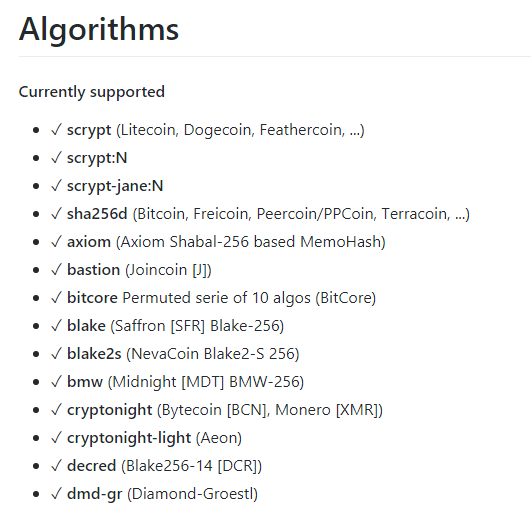 Algorithms
Currently supported
• ✓ scrypt (Litecoin, Dogecoin, Feathercoin, ...)
• ✓ scrypt:N
• ✓ scrypt-jane:N
• ✓ sha256d (Bitcoin, Freicoin, Peercoin/PPCoin, Terracoin, ...)
• ✓ axiom (Axiom Shabal-256 based MemoHash)
• ✓ bastion (Joincoin [J])
• ✓ bitcore Permuted serie of 10 algos (BitCore)
• ✓ blake (Saffron [SFR] Blake-256)
• ✓ blake2s (NevaCoin Blake2-S 256)
• ✓ bmw (Midnight [MDT] BMW-256)
• ✓ cryptonight (Bytecoin [BCN], Monero [XMR])
• ✓ cryptonight-light (Aeon)
• ✓ decred (Blake256-14 [DCR])
• ✓ dmd-gr (Diamond-Groestl)